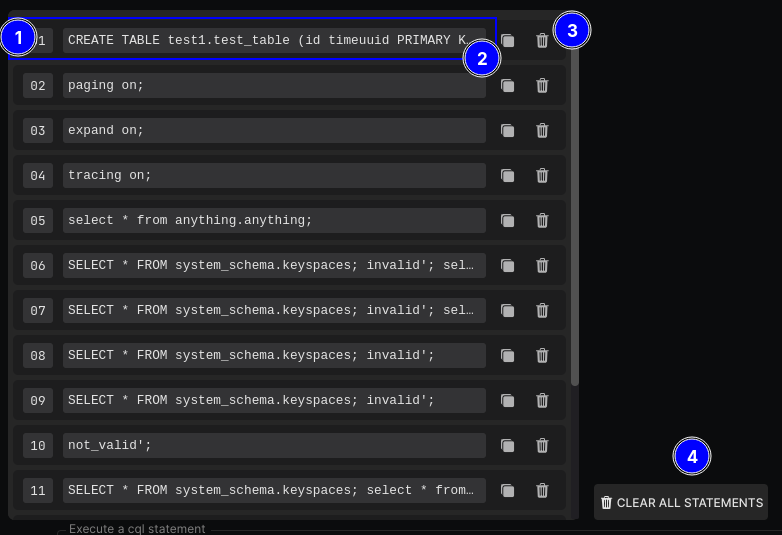 1
1
CREATE TABLE test1.test_table (id timeuuid PRIMARY K…
2
3
02 paging on;
03 expand on;
04 tracing on;
05 select * from anything.anything;
06 SELECT * FROM system_schema.keyspaces; invalid'; sel…
07 SELECT * FROM system_schema.keyspaces; invalid'; sel…
08 SELECT * FROM system_schema.keyspaces; invalid';
09 SELECT * FROM system_schema.keyspaces; invalid';
10 not_valid';
11 SELECT * FROM system_schema.keyspaces; select * from…
4
CLEAR ALL STATEMENTS
Execute a cql statement